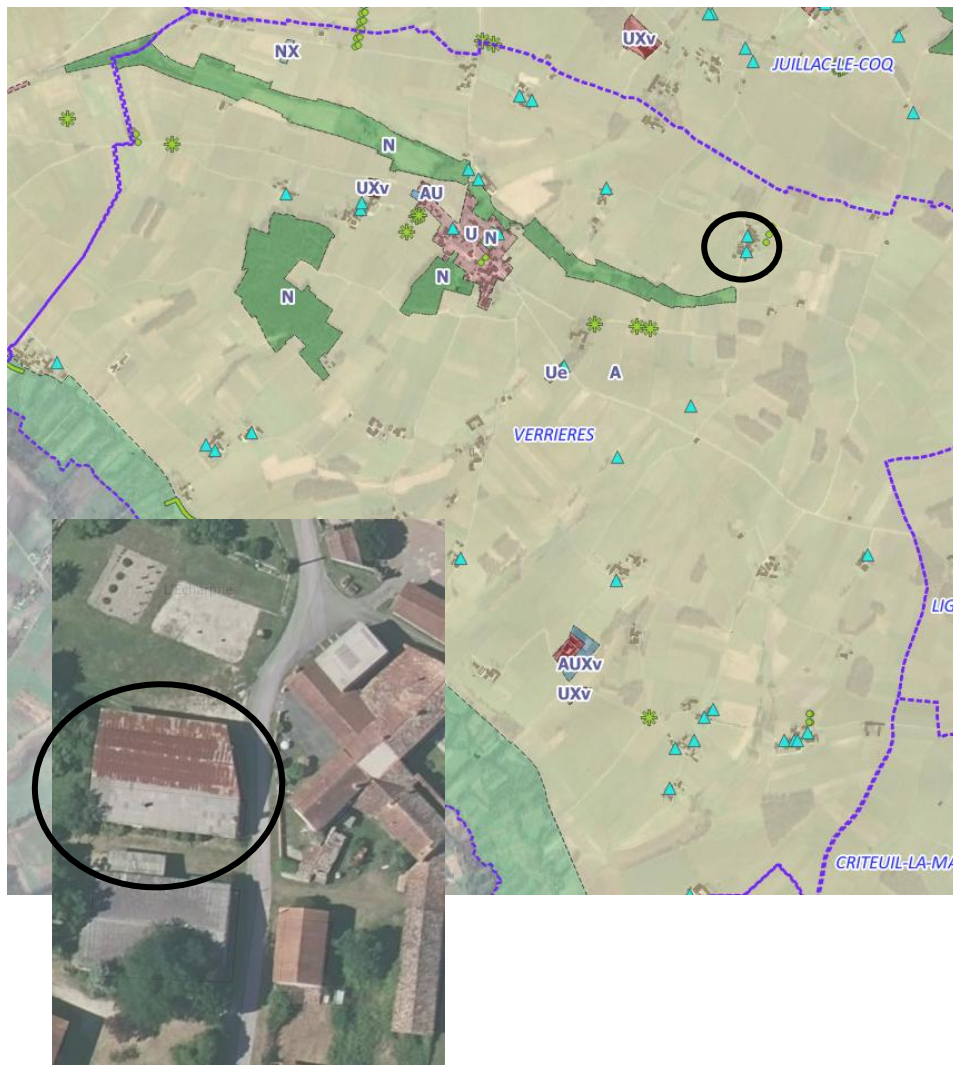 UXv
NX
JUILLAC-LE-COQ
N
UXv
AU
U
N
N
N
Ue
A
VERRIERES
AUXv
UXv
LIG
CRITEUIL-LA-MA